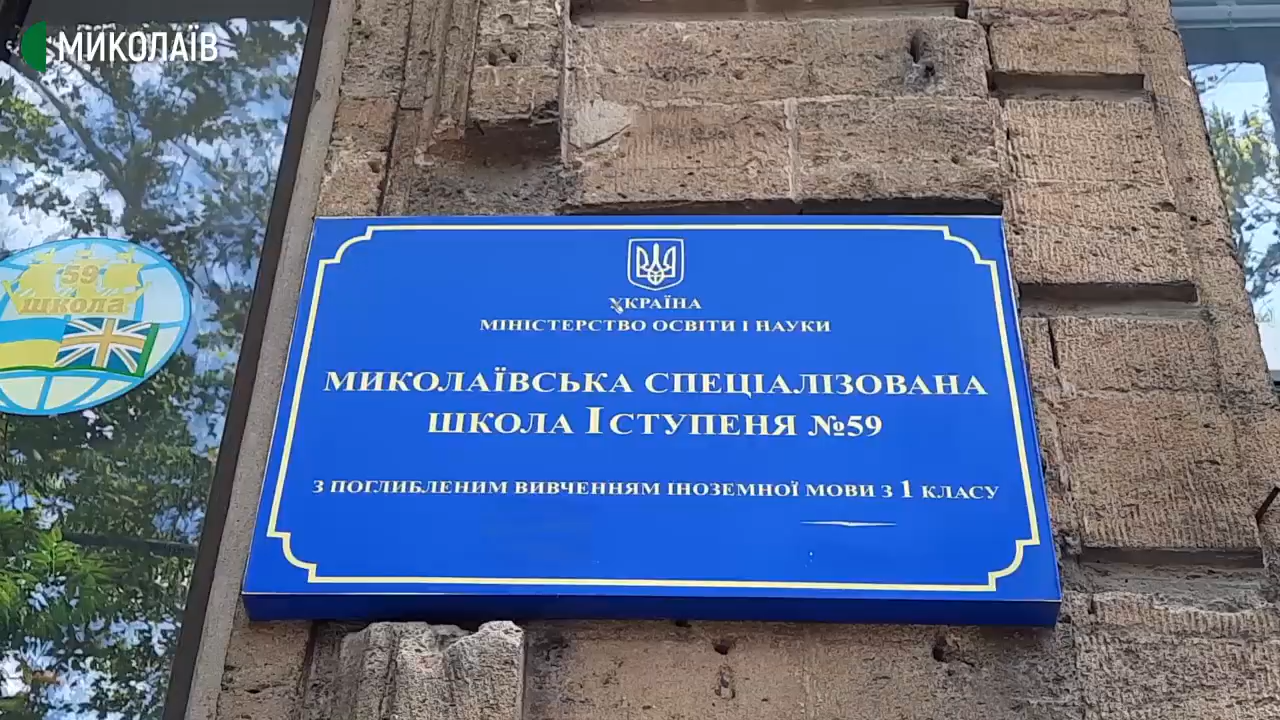 МИКОЛАЇВ
59
школа
УКРАЇНА
МІНІСТЕРСТВО ОСВІТИ І НАУКИ
МИКОЛАЇВСЬКА СПЕЦІАЛІЗОВАНА
ШКОЛА І СТУПЕНЯ №59
З ПОГЛИБЛЕНИМ ВИВЧЕННЯМ ІНОЗЕМНОЇ МОВИ З 1 КЛАСУ